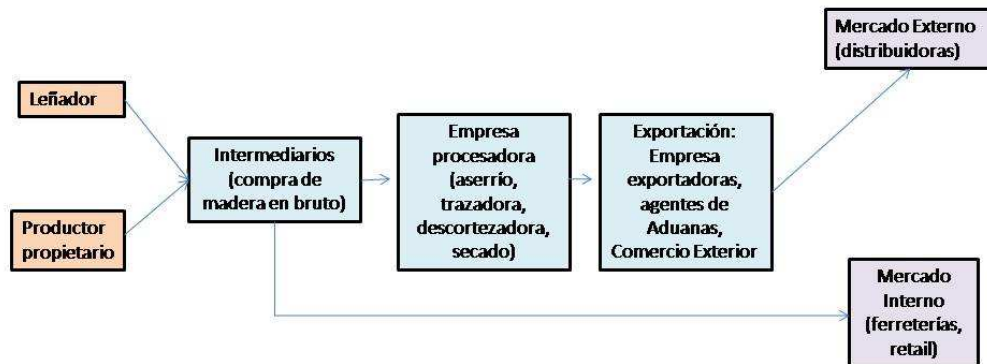 Leñador
Productor
propietario
Intermediarios
(compra de
madera en bruto)
Empresa
procesadora
(aserrío,
trazadora,
descortezadora,
secado)
Exportación:
Empresa
exportadoras,
agentes de
Aduanas,
Comercio Exterior
Mercado Externo
(distribuidoras)
Mercado
Interno
(ferreterías,
retail)